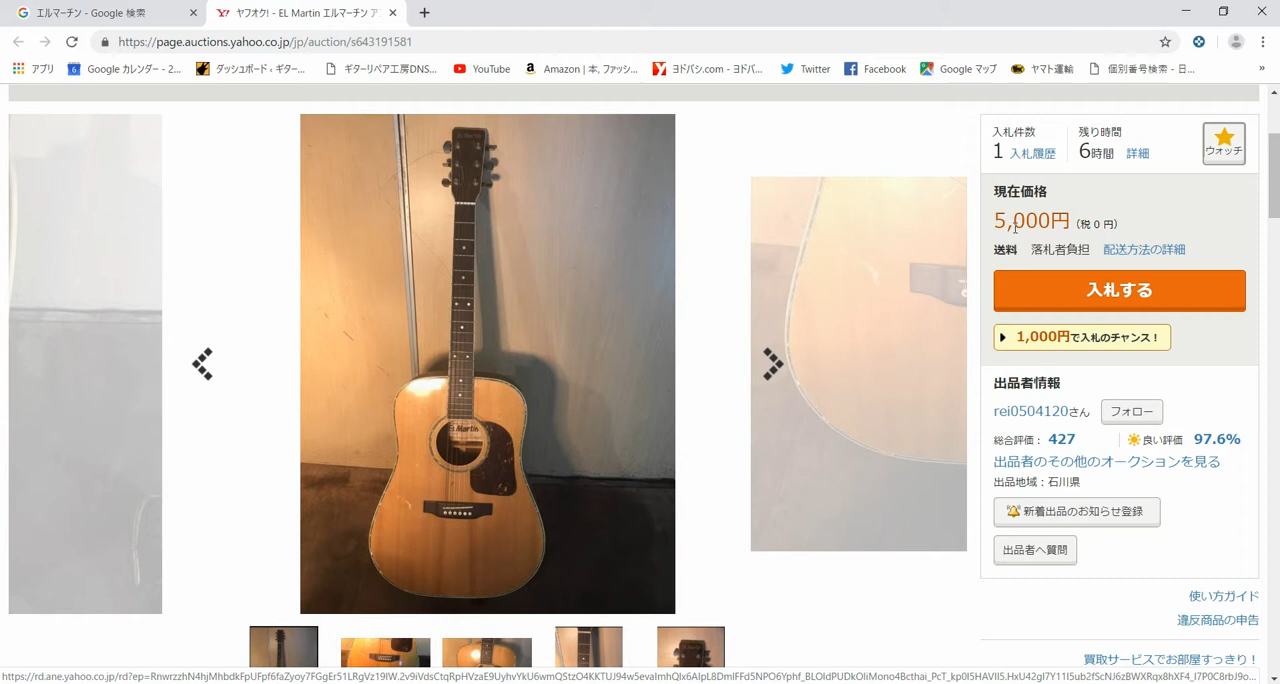 エルマーチン - Google 検索
ヤフオク! - EL Martin エルマーチン ア
https://page.auctions.yahoo.co.jp/jp/auction/s643191581
アプリ
Google カレンダー - 2...
ダッシュボード ‹ ギター...
ギターリペア工房DNS...
YouTube
Amazon | 本, ファッシ...
ヨドバシ.com - ヨドバ...
Twitter
Facebook
Google マップ
ヤマト運輸
個別番号検索 - 日...
»
入札件数
残り時間
1 入札履歴
6時間 詳細
ウォッチ
現在価格
5,000円 (税 0 円)
送料 落札者負担 配送方法の詳細
入札する
1,000円で入札のチャンス!
出品者情報
rei0504120さん フォロー
総合評価: 427 良い評価 97.6%
出品者のその他のオークションを見る
出品地域:石川県
新着出品のお知らせ登録
出品者へ質問
使い方ガイド
違反商品の申告
買取サービスでお部屋すっきり!
El Martin
El Martin